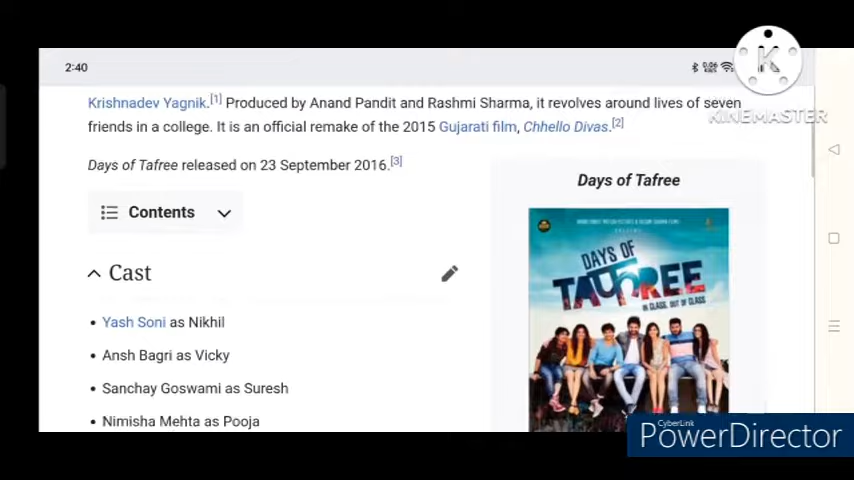 2:40
K
KINEMASTER
Krishnadev Yagnik.[1] Produced by Anand Pandit and Rashmi Sharma, it revolves around lives of seven
friends in a college. It is an official remake of the 2015 Gujarati film, Chhello Divas.[2]
Days of Tafree released on 23 September 2016.[3]
Days of Tafree
Contents
DAYS OF
TAFREE
IN CLASS, OUT OF CLASS
Cast
Yash Soni as Nikhil
Ansh Bagri as Vicky
Sanchay Goswami as Suresh
Nimisha Mehta as Pooja
CyberLink
PowerDirector